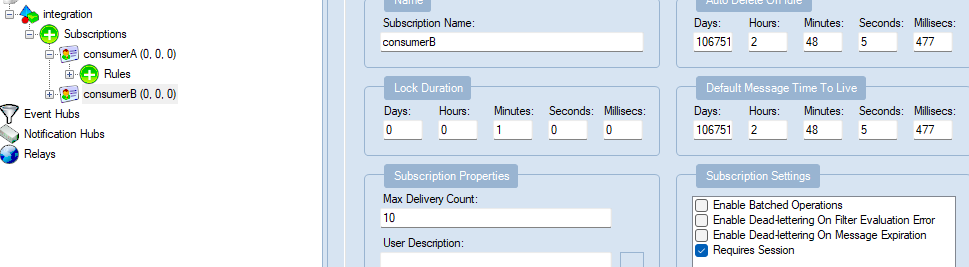 integration
Subscriptions
consumerA (0, 0, 0)
Rules
consumerB (0, 0, 0)
Event Hubs
Notification Hubs
Relays
Name
Subscription Name:
consumerB
Auto Delete On Idle
Days: Hours: Minutes: Seconds: Millisecs:
106751 2 48 5 477
Lock Duration
Days: Hours: Minutes: Seconds: Millisecs:
0 0 1 0 0
Default Message Time To Live
Days: Hours: Minutes: Seconds: Millisecs:
106751 2 48 5 477
Subscription Properties
Max Delivery Count:
10
User Description:
Subscription Settings
Enable Batched Operations
Enable Dead-lettering On Filter Evaluation Error
Enable Dead-lettering On Message Expiration
Requires Session